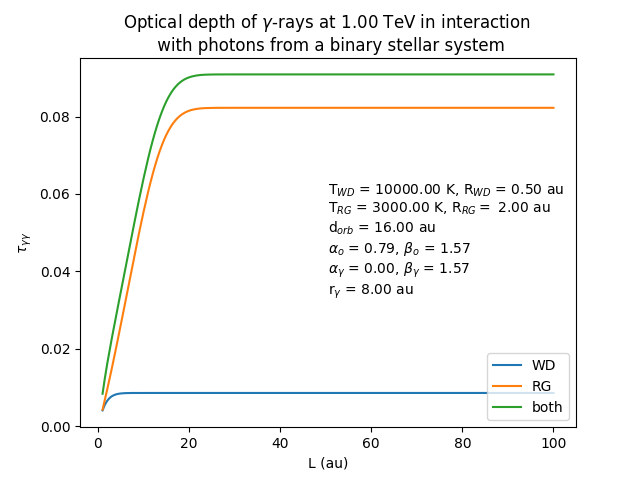 Optical depth of γ-rays at 1.00 TeV in interaction
with photons from a binary stellar system
0.08
0.06
0.04
0.02
0.00
τγγ
T_WD = 10000.00 K, R_WD = 0.50 au
T_RG = 3000.00 K, R_RG = 2.00 au
d_orb = 16.00 au
α_o = 0.79, β_o = 1.57
α_γ = 0.00, β_γ = 1.57
r_γ = 8.00 au
WD
RG
both
0 20 40 60 80 100
L (au)